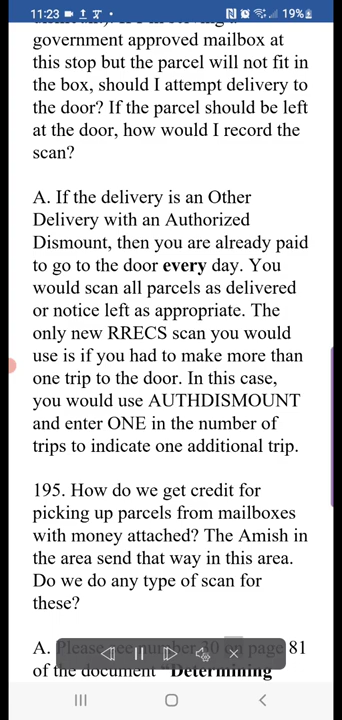 11:23
19%
government approved mailbox at
this stop but the parcel will not fit in
the box, should I attempt delivery to
the door? If the parcel should be left
at the door, how would I record the
scan?
A. If the delivery is an Other
Delivery with an Authorized
Dismount, then you are already paid
to go to the door every day. You
would scan all parcels as delivered
or notice left as appropriate. The
only new RRECS scan you would
use is if you had to make more than
one trip to the door. In this case,
you would use AUTHDISMOUNT
and enter ONE in the number of
trips to indicate one additional trip.
195. How do we get credit for
picking up parcels from mailboxes
with money attached? The Amish in
the area send that way in this area.
Do we do any type of scan for
these?
A. Please see number 30 on page 81
of the document "Determining